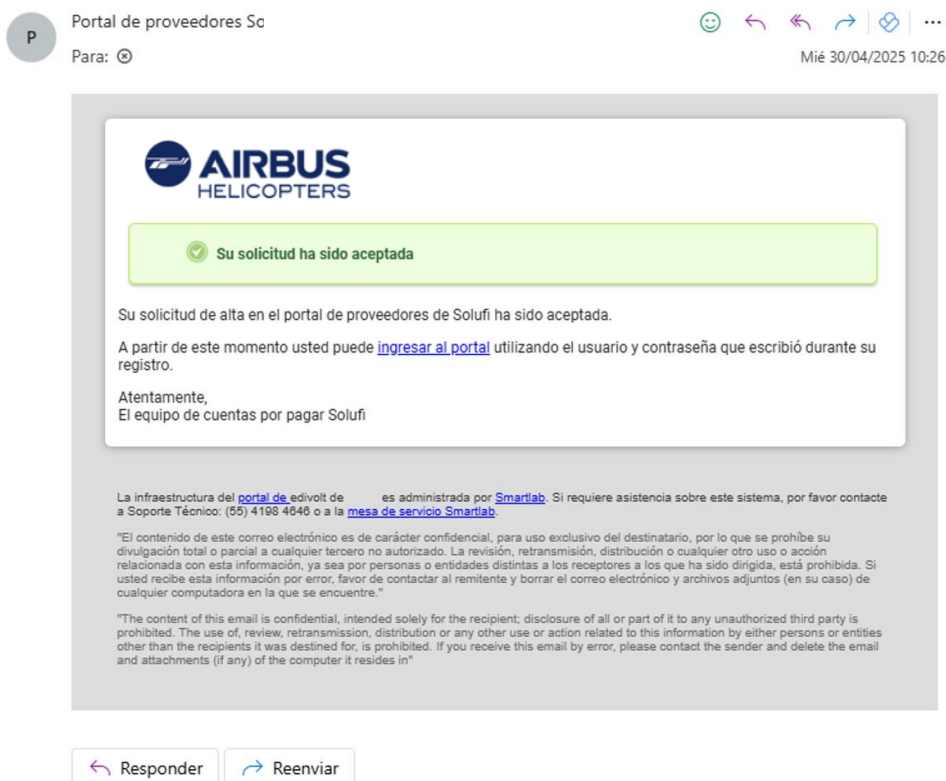 P
Portal de proveedores So
Para:
Mié 30/04/2025 10:26
AIRBUS
HELICOPTERS
Su solicitud ha sido aceptada
Su solicitud de alta en el portal de proveedores de Solufi ha sido aceptada.
A partir de este momento usted puede ingresar al portal utilizando el usuario y contraseña que escribió durante su
registro.
Atentamente,
El equipo de cuentas por pagar Solufi
La infraestructura del portal de edivolt de es administrada por Smartlab. Si requiere asistencia sobre este sistema, por favor contacte
a Soporte Técnico: (55) 4198 4646 o a la mesa de servicio Smartlab.
"El contenido de este correo electrónico es de carácter confidencial, para uso exclusivo del destinatario, por lo que se prohíbe su
divulgación total o parcial a cualquier tercero no autorizado. La revisión, retransmisión, distribución o cualquier otro uso o acción
relacionada con esta información, ya sea por personas o entidades distintas a los receptores a los que ha sido dirigida, está prohibida. Si
usted recibe esta información por error, favor de contactar al remitente y borrar el correo electrónico y archivos adjuntos (en su caso) de
cualquier computadora en la que se encuentre."
"The content of this email is confidential, intended solely for the recipient; disclosure of all or part of it to any unauthorized third party is
prohibited. The use of, review, retransmission, distribution or any other use or action related to this information by either persons or entities
other than the recipients it was destined for, is prohibited. If you receive this email by error, please contact the sender and delete the email
and attachments (if any) of the computer it resides in"
Responder
Reenviar